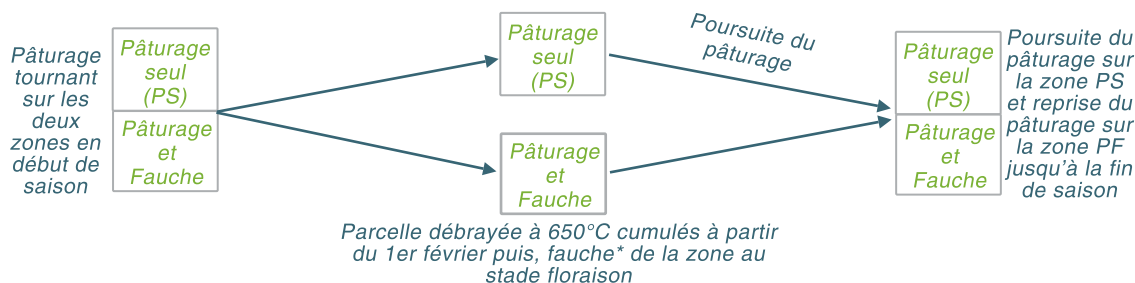 Pâturage
tournant
sur les
deux
zones en
début de
saison
Pâturage
seul
(PS)
Pâturage
et
Fauche
Pâturage
seul
(PS)
Poursuite du
pâturage
Pâturage
et
Fauche
Parcelle débrayée à 650°C cumulés à partir
du 1er février puis, fauche* de la zone au
stade floraison
Pâturage
seul
(PS)
Pâturage
et
Fauche
Poursuite du
pâturage sur
la zone PS
et reprise du
pâturage sur
la zone PF
jusqu'à la fin
de saison